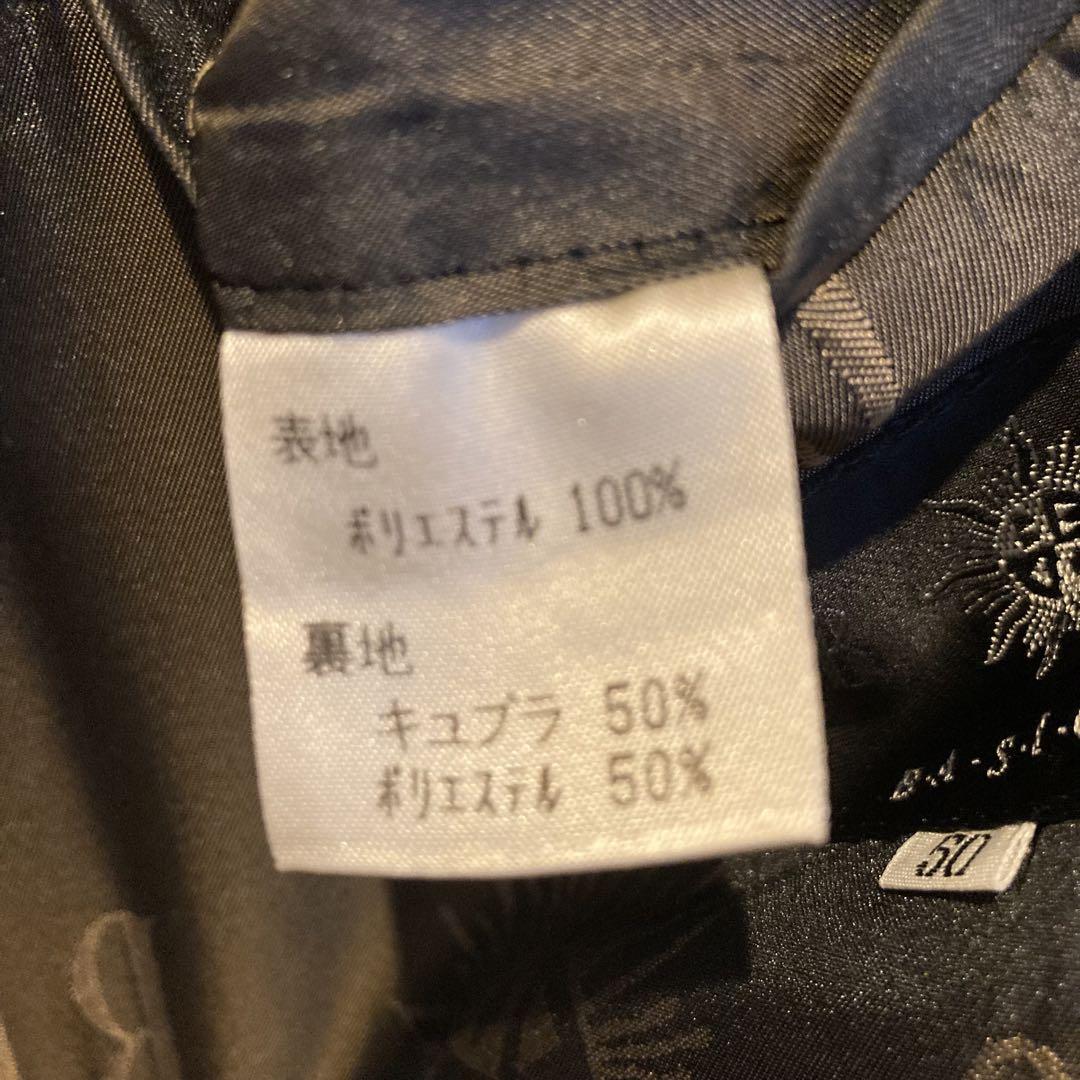 表地
ポリエステル 100%
裏地
キュプラ 50%
ポリエステル 50%
B·A·S·I·
50